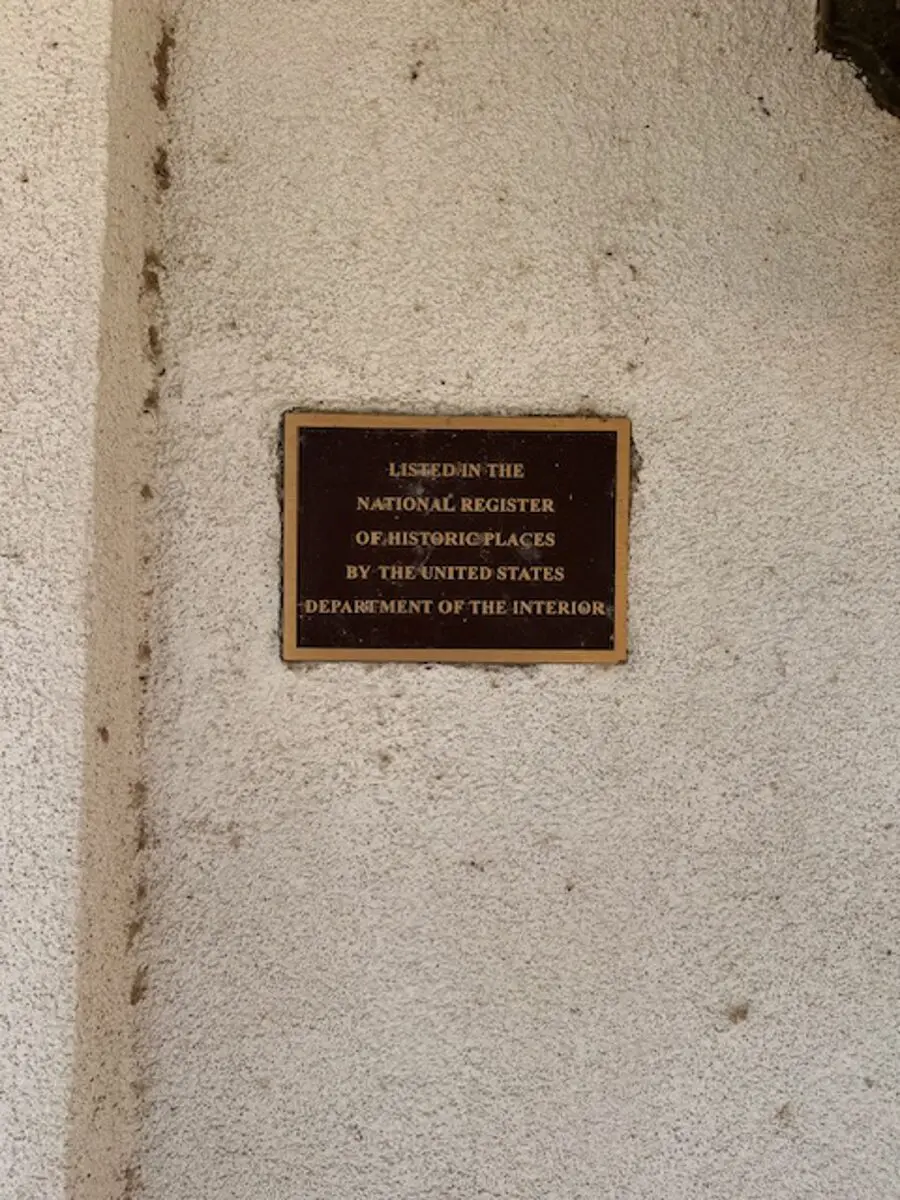 LISTED IN THE
NATIONAL REGISTER
OF HISTORIC PLACES
BY THE UNITED STATES
DEPARTMENT OF THE INTERIOR